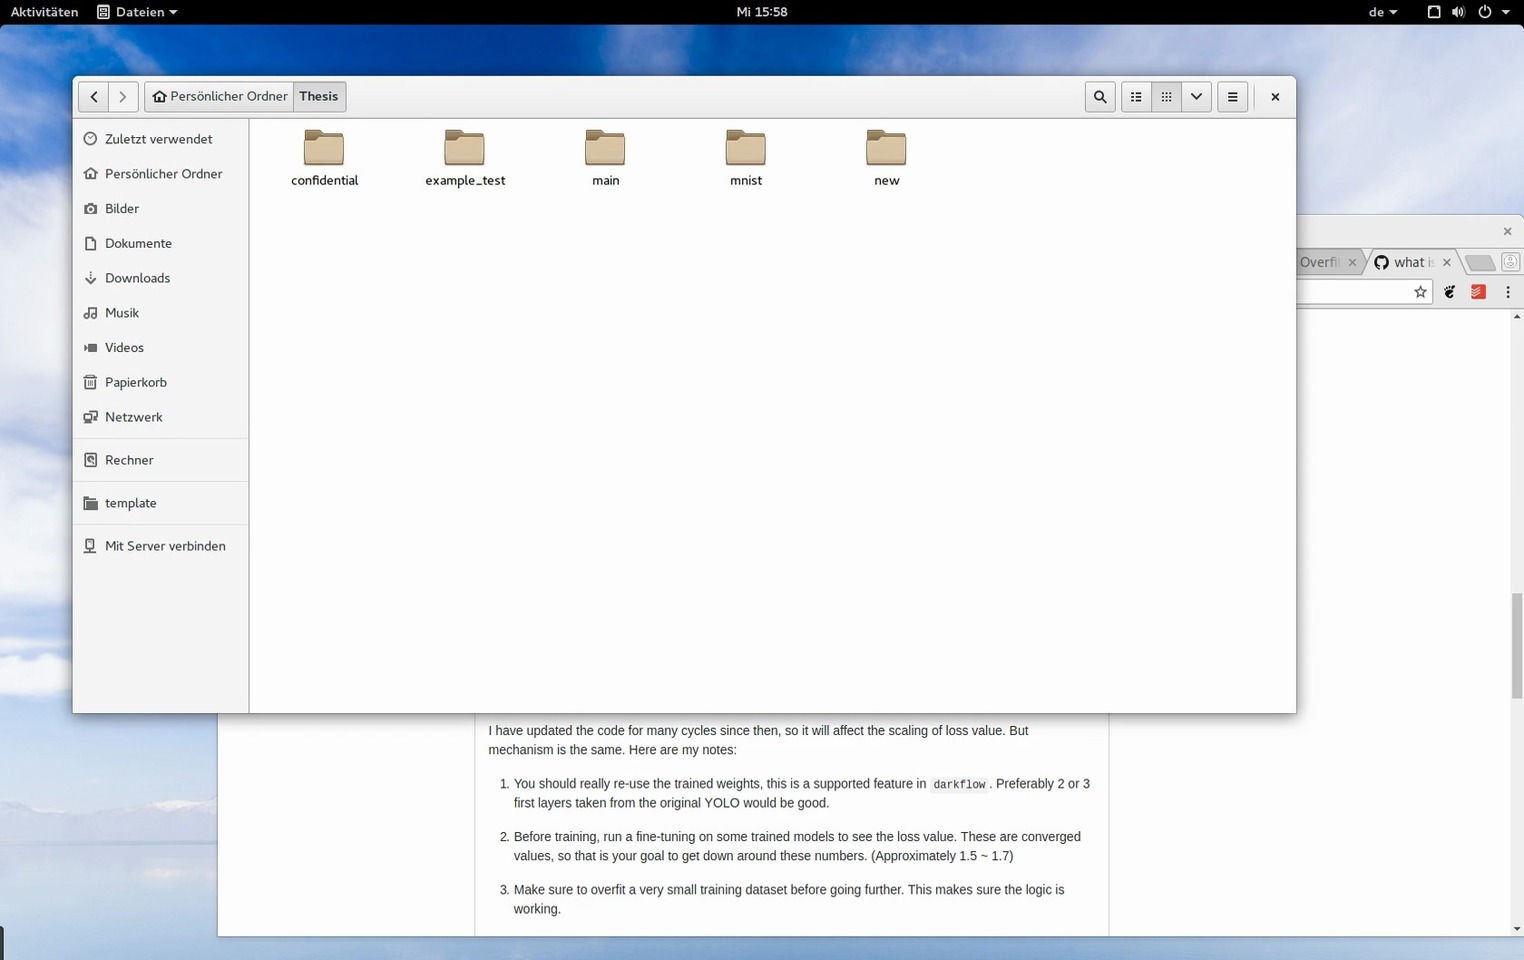 Aktivitäten Dateien Mi 15:58 de
Persönlicher Ordner Thesis
Zuletzt verwendet
Persönlicher Ordner
Bilder
Dokumente
Downloads
Musik
Videos
Papierkorb
Netzwerk
Rechner
template
Mit Server verbinden
confidential example_test main mnist new
Overfi what is
I have updated the code for many cycles since then, so it will affect the scaling of loss value. But
mechanism is the same. Here are my notes:
1. You should really re-use the trained weights, this is a supported feature in darkflow. Preferably 2 or 3
first layers taken from the original YOLO would be good.
2. Before training, run a fine-tuning on some trained models to see the loss value. These are converged
values, so that is your goal to get down around these numbers. (Approximately 1.5 ~ 1.7)
3. Make sure to overfit a very small training dataset before going further. This makes sure the logic is
working.